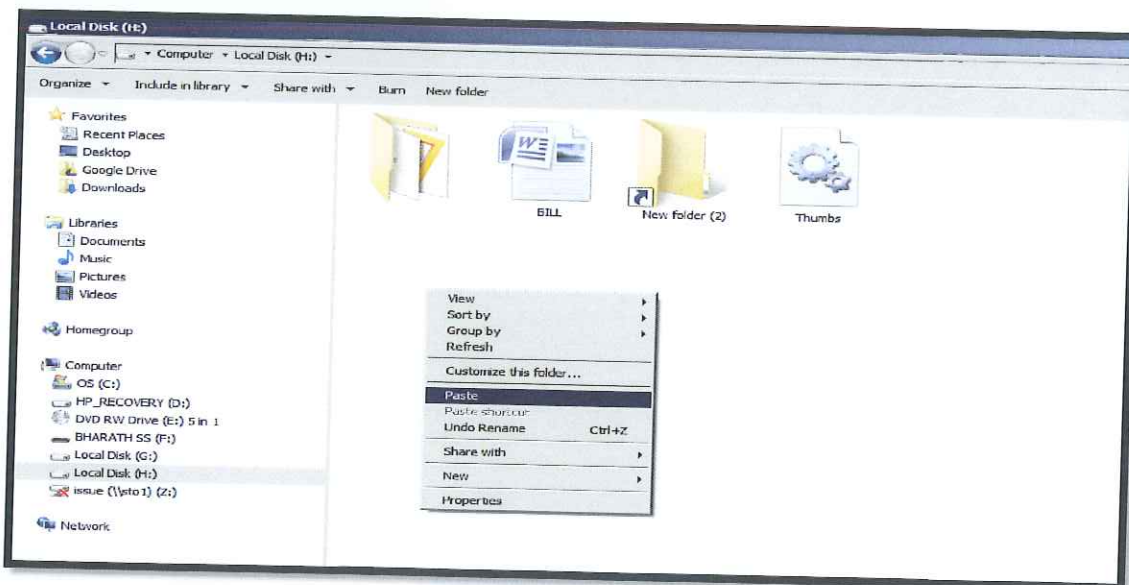 Local Disk (H:)
Computer Local Disk (H:)
Organize Include in library Share with Burn New folder
Favorites
Recent Places
Desktop
Google Drive
Downloads
Libraries
Documents
Music
Pictures
Videos
Homegroup
Computer
OS (C:)
HP_RECOVERY (D:)
DVD RW Drive (E:) 5 in 1
BHARATH SS (F:)
Local Disk (G:)
Local Disk (H:)
issue (\\sto1) (Z:)
Network
W
BILL
New folder (2)
Thumbs
View
Sort by
Group by
Refresh
Customize this folder...
Paste
Paste shortcut
Undo Rename Ctrl+Z
Share with
New
Properties